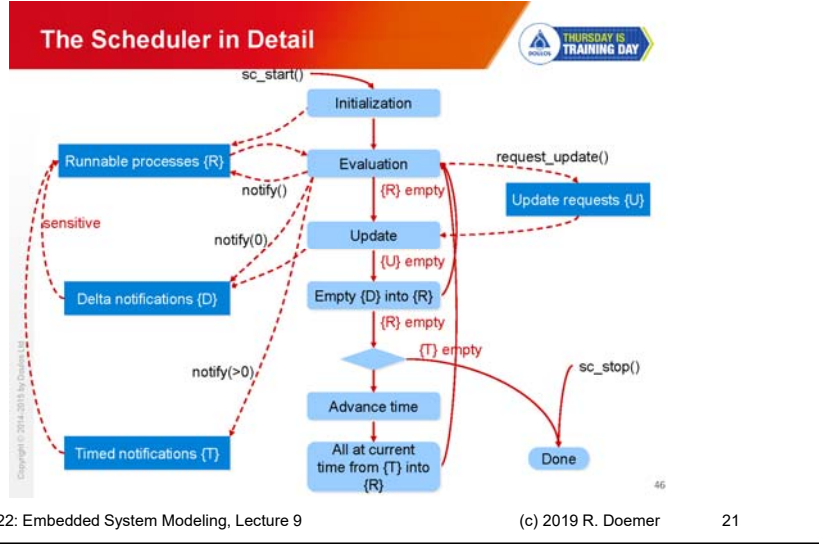 The Scheduler in Detail
DOULOS
THURSDAY IS
TRAINING DAY
sc_start()
Initialization
Runnable processes {R}
Evaluation
request_update()
notify()
{R} empty
Update requests {U}
sensitive
notify(0)
Update
{U} empty
Delta notifications {D}
Empty {D} into {R}
{R} empty
{T} empty
notify(>0)
sc_stop()
Advance time
Timed notifications {T}
All at current
time from {T} into
{R}
Done
Copyright © 2014-2015 by Doulos Ltd
46
22: Embedded System Modeling, Lecture 9
(c) 2019 R. Doemer
21